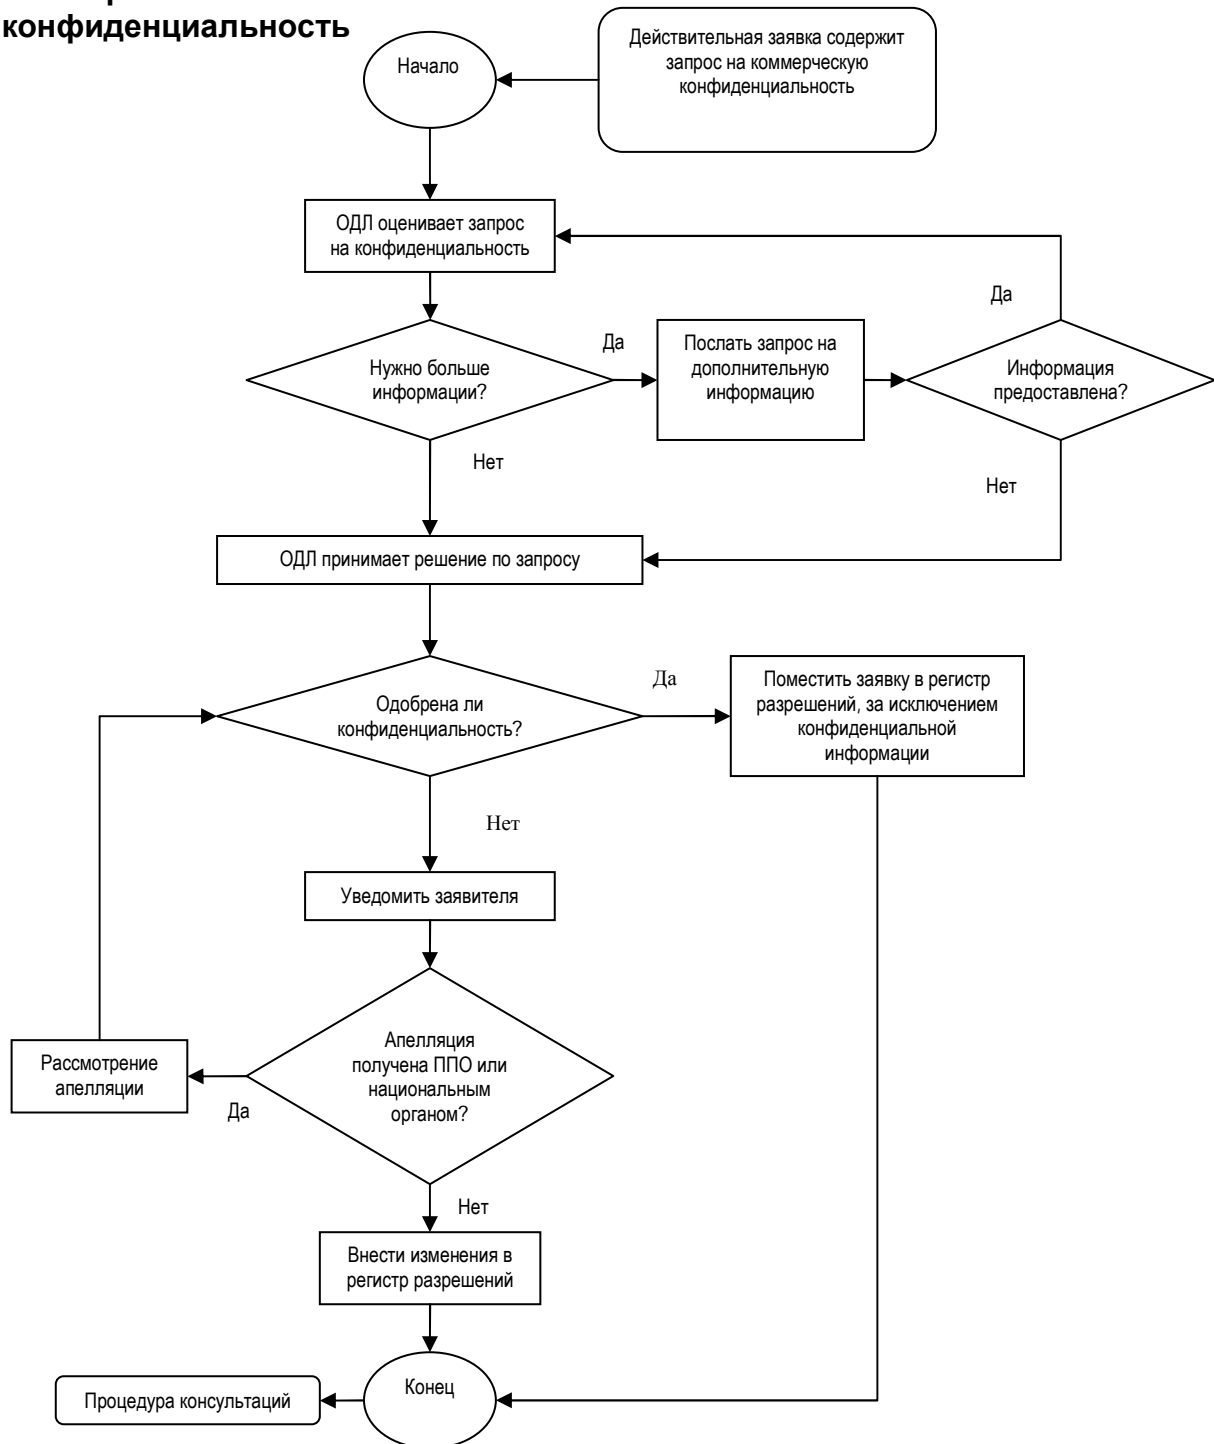 конфиденциальность
Начало
Действительная заявка содержит
запрос на коммерческую
конфиденциальность
ОДЛ оценивает запрос
на конфиденциальность
Да
Нужно больше
информации?
Да
Послать запрос на
дополнительную
информацию
Информация
предоставлена?
Нет
Нет
ОДЛ принимает решение по запросу
Одобрена ли
конфиденциальность?
Да
Поместить заявку в регистр
разрешений, за исключением
конфиденциальной
информации
Нет
Уведомить заявителя
Апелляция
получена ППО или
национальным
органом?
Рассмотрение
апелляции
Да
Нет
Внести изменения в
регистр разрешений
Конец
Процедура консультаций